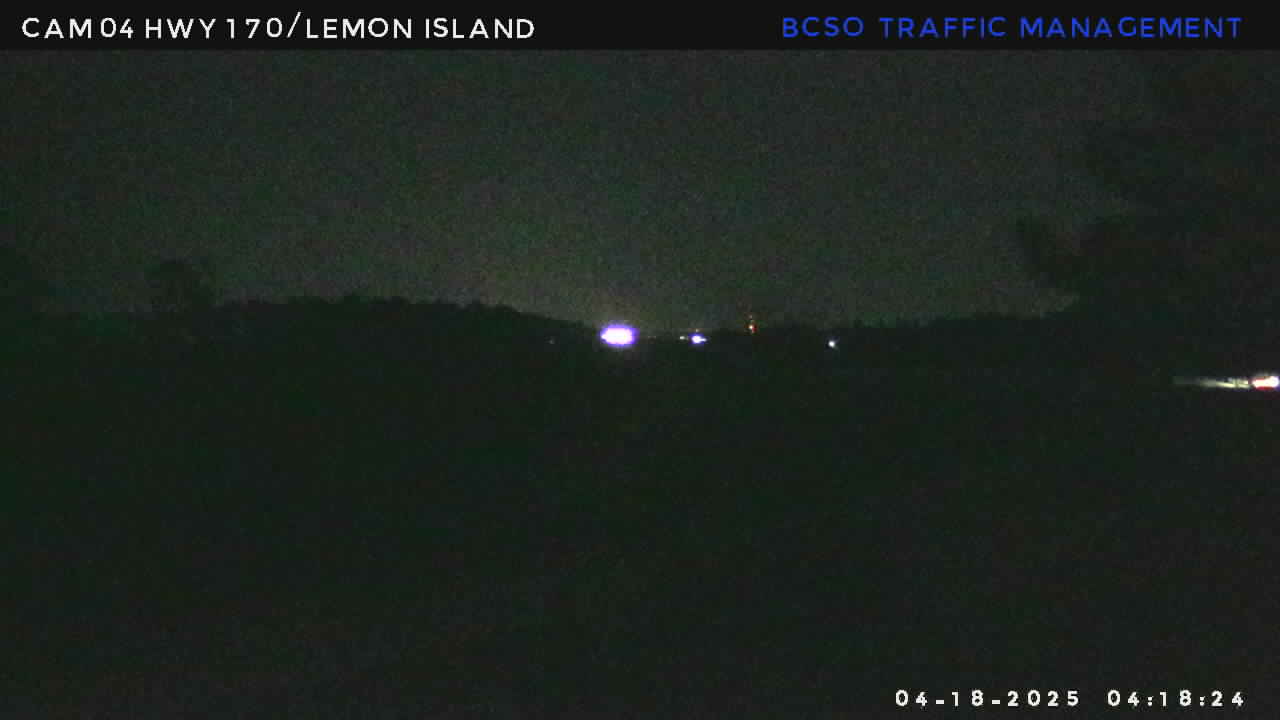 CAM04 HWY 170/LEMON ISLAND
BCSO TRAFFIC MANAGEMENT
04-18-2025 04:18:24